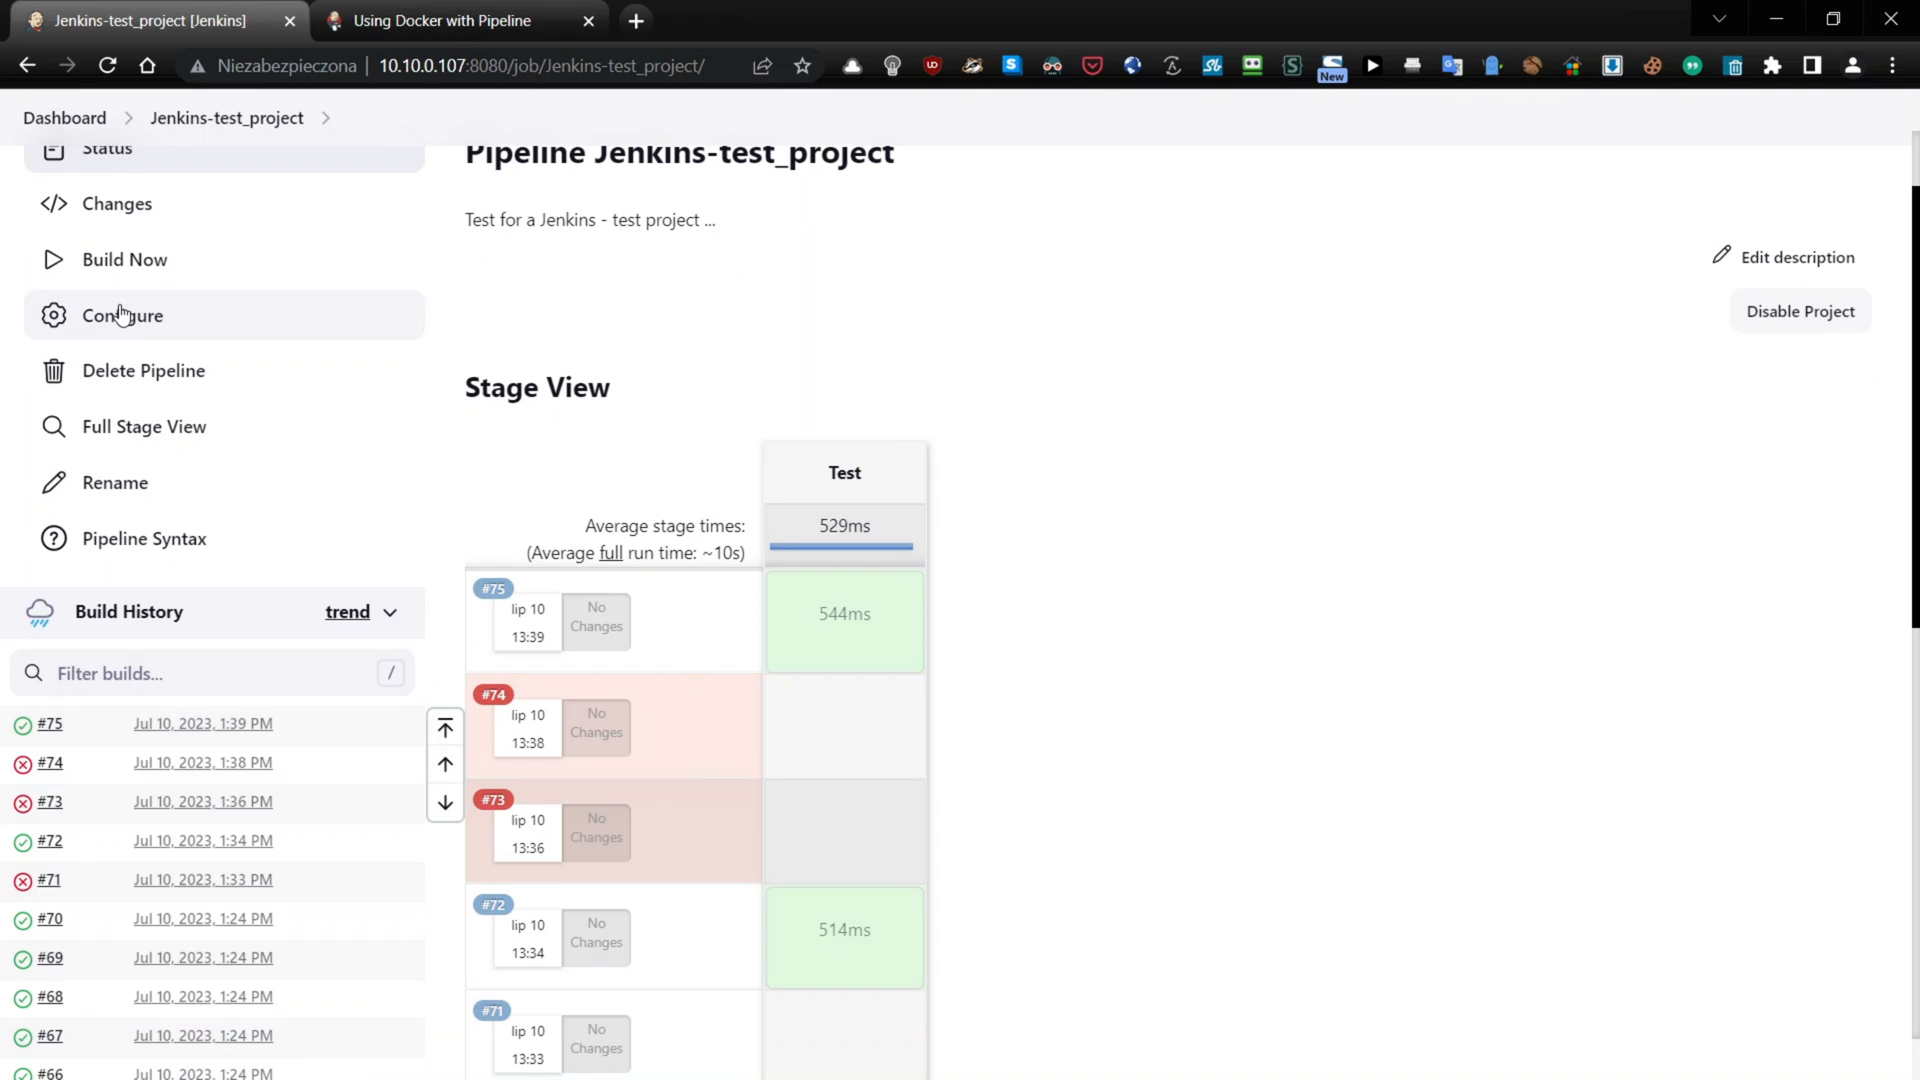 Jenkins-test_project [Jenkins]
Using Docker with Pipeline
Niezabezpieczona
10.10.0.107:8080/job/Jenkins-test_project/
New
Dashboard
Jenkins-test_project
Status
Changes
Build Now
Configure
Delete Pipeline
Full Stage View
Rename
Pipeline Syntax
Build History
trend
Filter builds...
/
#75 Jul 10, 2023, 1:39 PM
#74 Jul 10, 2023, 1:38 PM
#73 Jul 10, 2023, 1:36 PM
#72 Jul 10, 2023, 1:34 PM
#71 Jul 10, 2023, 1:33 PM
#70 Jul 10, 2023, 1:24 PM
#69 Jul 10, 2023, 1:24 PM
#68 Jul 10, 2023, 1:24 PM
#67 Jul 10, 2023, 1:24 PM
#66 Jul 10, 2023, 1:24 PM
Pipeline Jenkins-test_project
Test for a Jenkins - test project ...
Edit description
Disable Project
Stage View
Test
Average stage times: 529ms
(Average full run time: ~10s)
#75
lip 10
13:39
No
Changes
544ms
#74
lip 10
13:38
No
Changes
#73
lip 10
13:36
No
Changes
#72
lip 10
13:34
No
Changes
514ms
#71
lip 10
13:33
No
Changes